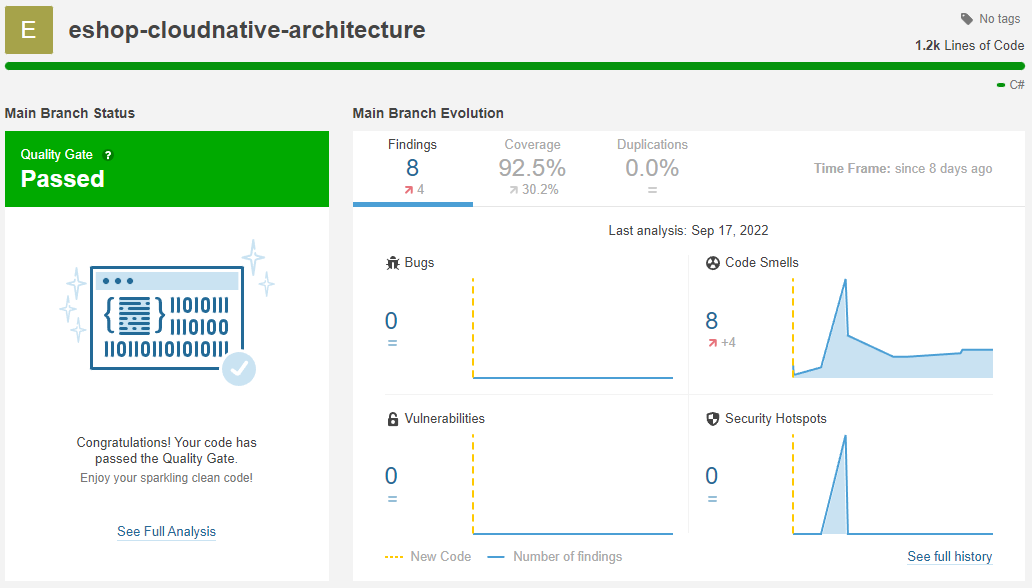 E
eshop-cloudnative-architecture
No tags
1.2k Lines of Code
C#
Main Branch Status
Main Branch Evolution
Quality Gate ?
Passed
{ } 11010111
1110100
11011011010111
Congratulations! Your code has
passed the Quality Gate.
Enjoy your sparkling clean code!
See Full Analysis
Findings
8
4
Coverage
92.5%
30.2%
Duplications
0.0%
=
Time Frame: since 8 days ago
Last analysis: Sep 17, 2022
Bugs
0
=
Code Smells
8
+4
Vulnerabilities
0
=
Security Hotspots
0
=
New Code
Number of findings
See full history